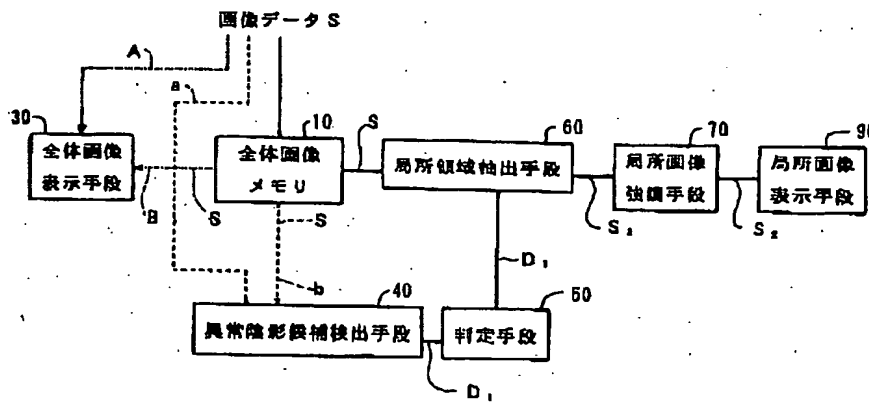 画像データS
A
a
30
全体画像
表示手段
B
S
10
全体画像
メモリ
S
60
局所領域抽出手段
S₁
70
局所画像
強調手段
S₂
90
局所画像
表示手段
S
b
D₁
40
異常陰影候補検出手段
D₁
50
判定手段